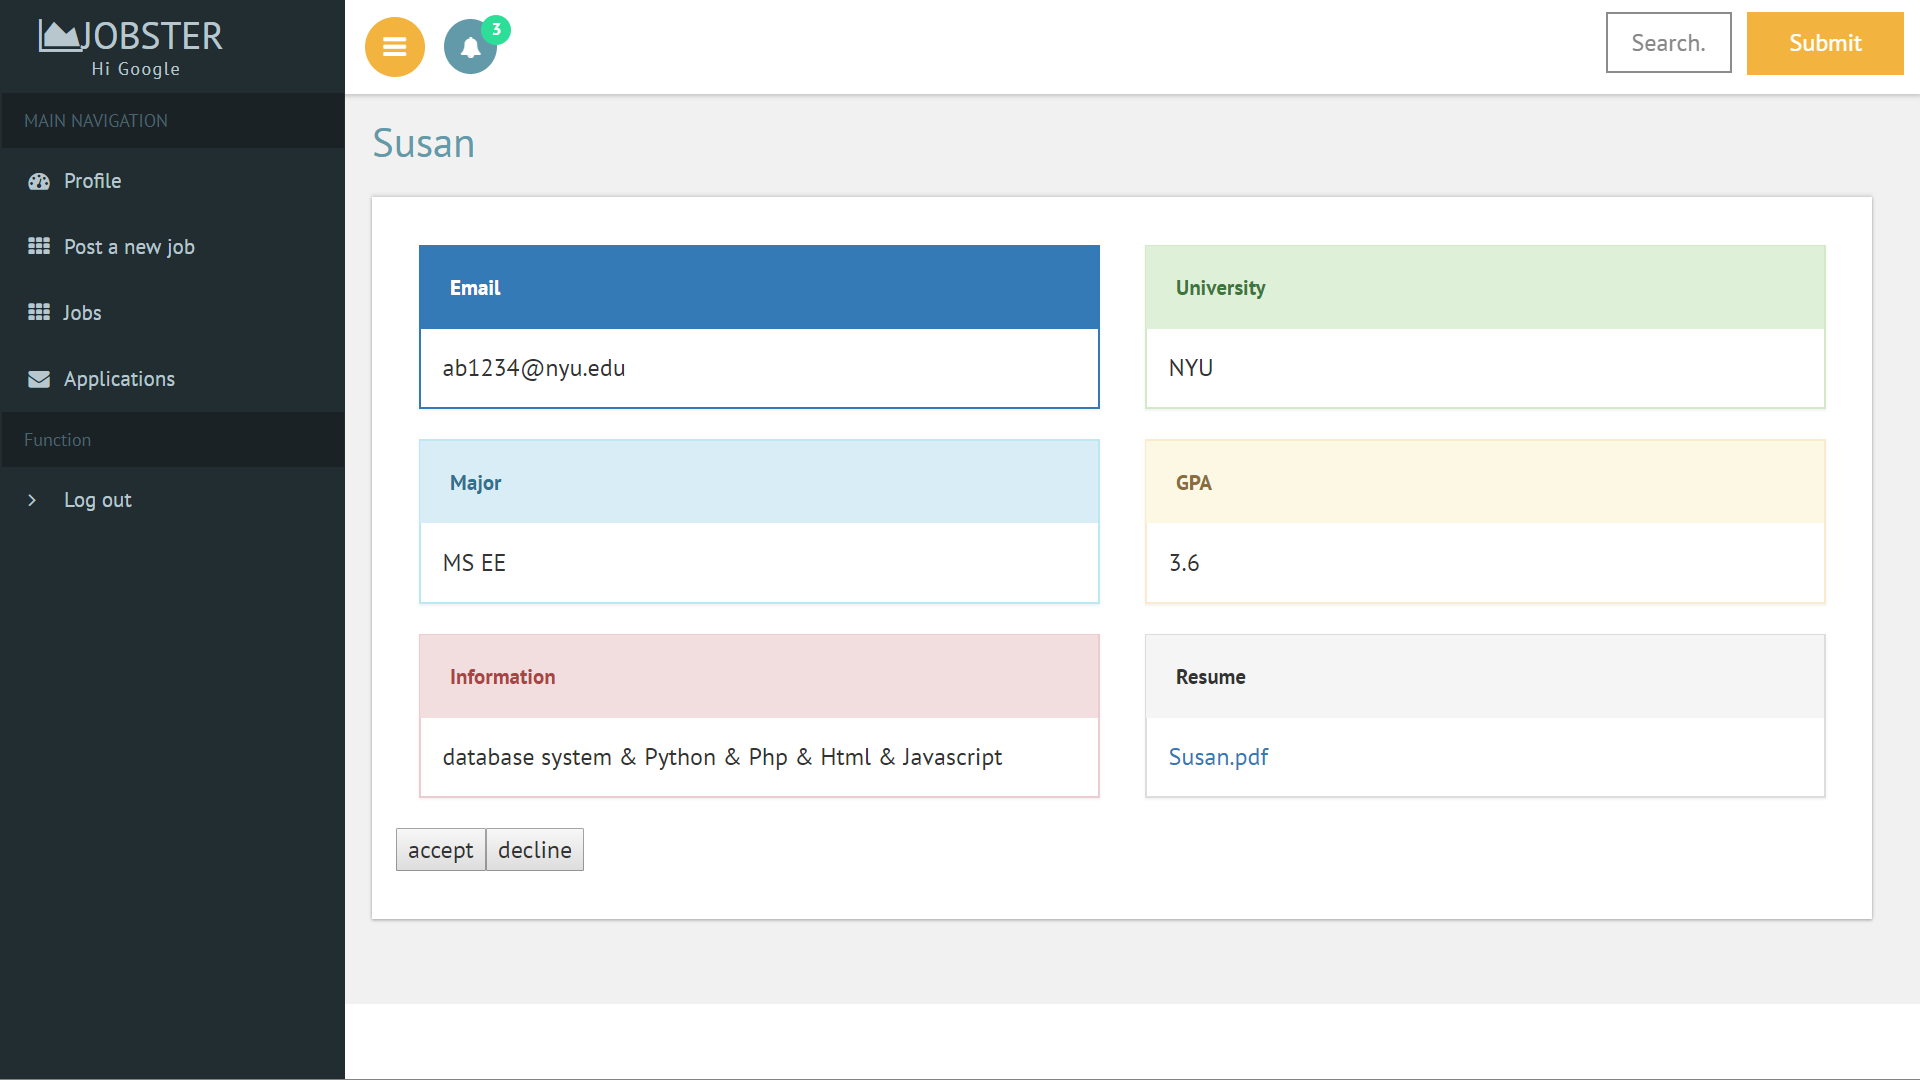 JOBSTER
Hi Google
MAIN NAVIGATION
Profile
Post a new job
Jobs
Applications
Function
Log out
3
Search.
Submit
Susan
Email
ab1234@nyu.edu
University
NYU
Major
MS EE
GPA
3.6
Information
database system & Python & Php & Html & Javascript
Resume
Susan.pdf
accept
decline